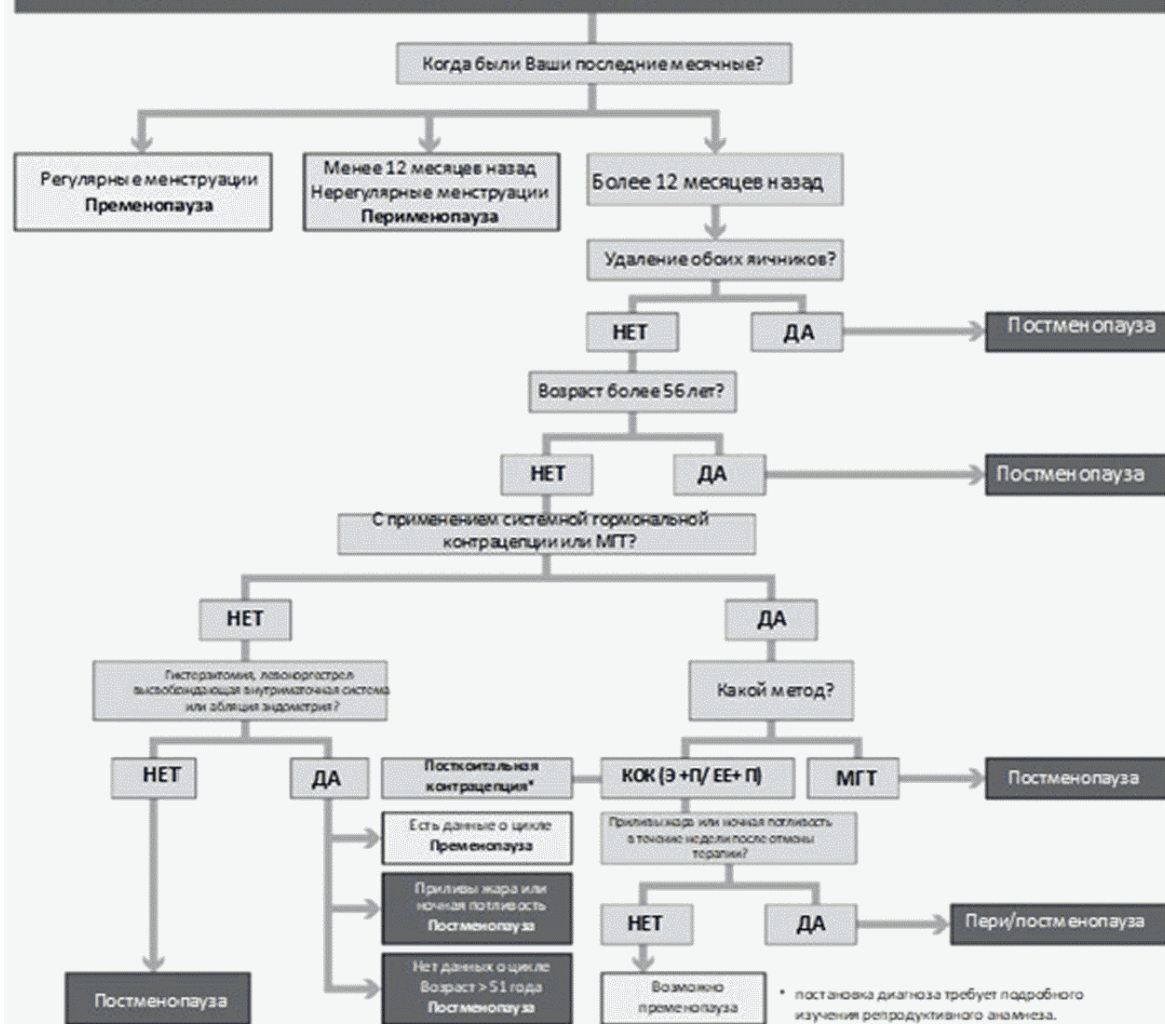 Когда были Ваши последние месячные?
Регулярные менструации
Пременопауза
Менее 12 месяцев назад
Нерегулярные менструации
Перименопауза
Более 12 месяцев назад
Удаление обоих яичников?
НЕТ
ДА
Постменопауза
Возраст более 56 лет?
НЕТ
ДА
Постменопауза
С применением системной гормональной
контрацепции или МГТ?
НЕТ
ДА
Гистерэктомия, левоноргестрел
высвобождающая внутриматочная система
или абляция эндометрия?
Какой метод?
НЕТ
ДА
Посткоитальная
контрацепция*
КОК (Э +П/ ЕЕ+ П)
МГТ
Постменопауза
Есть данные о цикле
Пременопауза
Приливы жара или ночная потливость
в течение недели после отмены
терапии?
Приливы жара или
ночная потливость
Постменопауза
НЕТ
ДА
Пери/постменопауза
Нет данных о цикле
Возраст > 51 года
Постменопауза
Постменопауза
Возможно
пременопауза
* постановка диагноза требует подробного
изучения репродуктивного анамнеза.